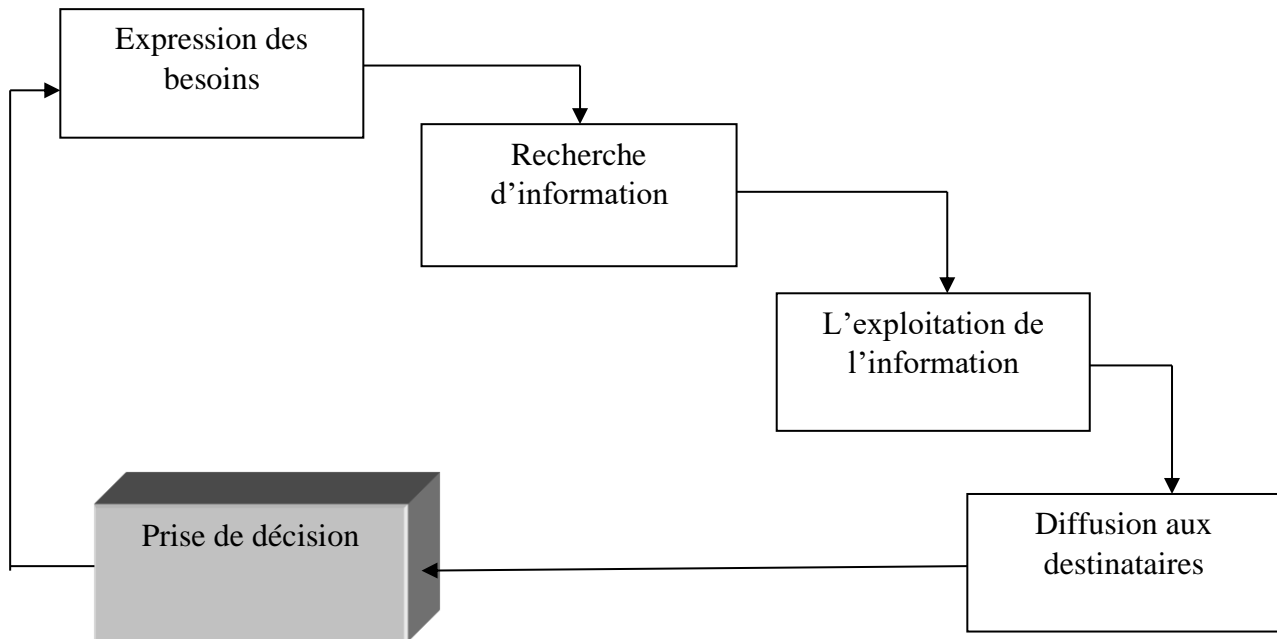 Expression des
besoins
Recherche
d’information
L’exploitation de
l’information
Diffusion aux
destinataires
Prise de décision